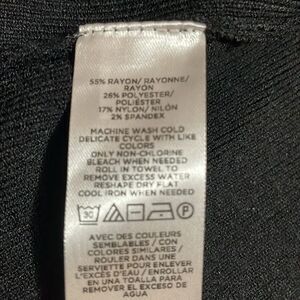 55% RAYON/ RAYONNE/
RAYÓN
26% POLYESTER/
POLIÉSTER
17% NYLON/ NILÓN
2% SPANDEX
MACHINE WASH COLD
DELICATE CYCLE WITH LIKE
COLORS
ONLY NON-CHLORINE
BLEACH WHEN NEEDED
ROLL IN TOWEL TO
REMOVE EXCESS WATER
RESHAPE DRY FLAT
COOL IRON WHEN NEEDED
30 P
AVEC DES COULEURS
SEMBLABLES / CON
COLORES SIMILARES /
ROULER DANS UNE
SERVIETTE POUR ENLEVER
L'EXCÈS D'EAU / ENROLLAR
EN UNA TOALLA PARA
REMOVER EL EXCESO DE
AGUA